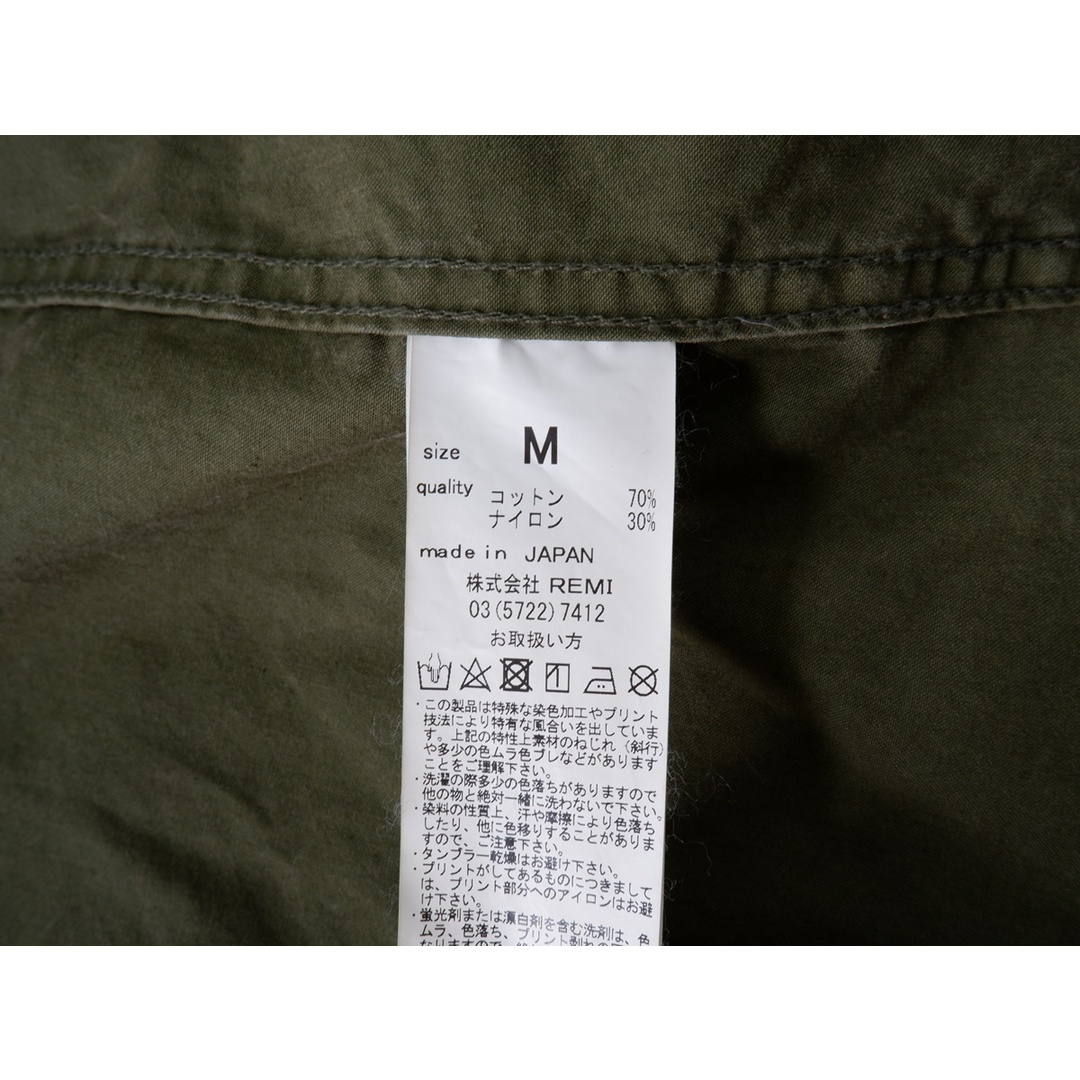 size M
quality コットン 70%
ナイロン 30%
made in JAPAN
株式会社 REMI
03(5722)7412
お取扱い方
・この製品は特殊な染色加工やプリント
技法により特有な風合いを出していま
す。上記の特性上素材のねじれ（斜行）
や多少の色ムラ色ブレなどがあります
ことをご理解下さい。
・洗濯の際多少の色落ちがありますので
他の物と絶対一緒に洗わないで下さい。
・染料の性質上、汗や摩擦により色落ち
したり、他に色移りすることがありま
すので、ご注意下さい。
・タンブラー乾燥はお避け下さい。
・プリントがしてあるものにつきまして
は、プリント部分へのアイロンはお避
け下さい。
・蛍光剤または漂白剤を含む洗剤は、色
ムラ、色落ち、プリント剥れの
なりますので